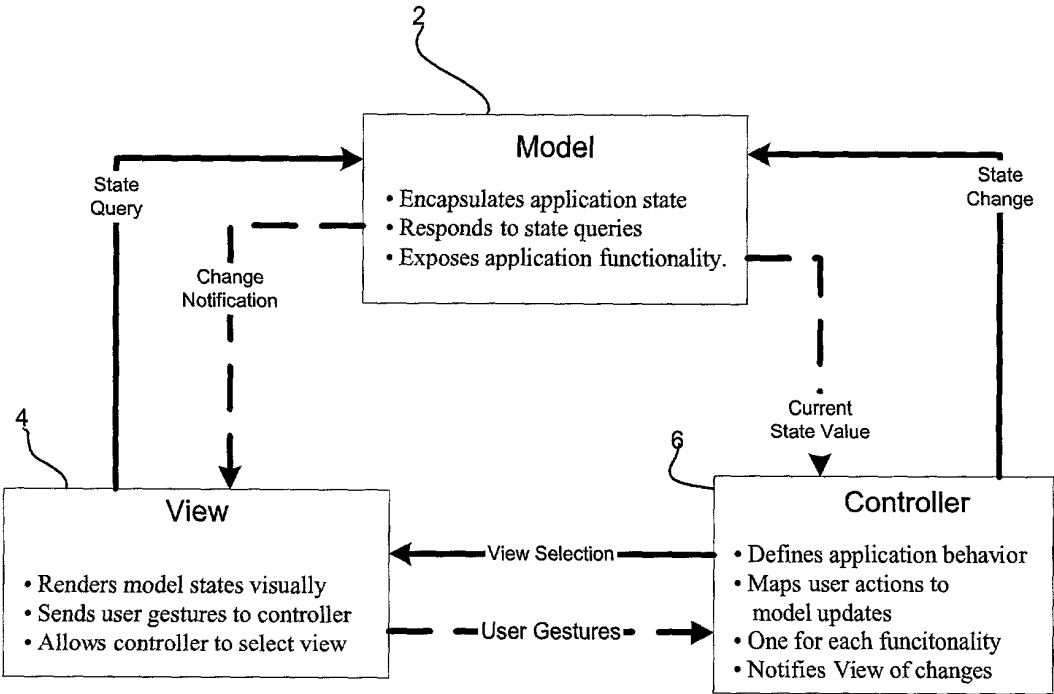 2
Model
• Encapsulates application state
• Responds to state queries
• Exposes application functionality.
State
Query
State
Change
Change
Notification
Current
State Value
4
View
• Renders model states visually
• Sends user gestures to controller
• Allows controller to select view
View Selection
User Gestures
6
Controller
• Defines application behavior
• Maps user actions to
model updates
• One for each funcitonality
• Notifies View of changes